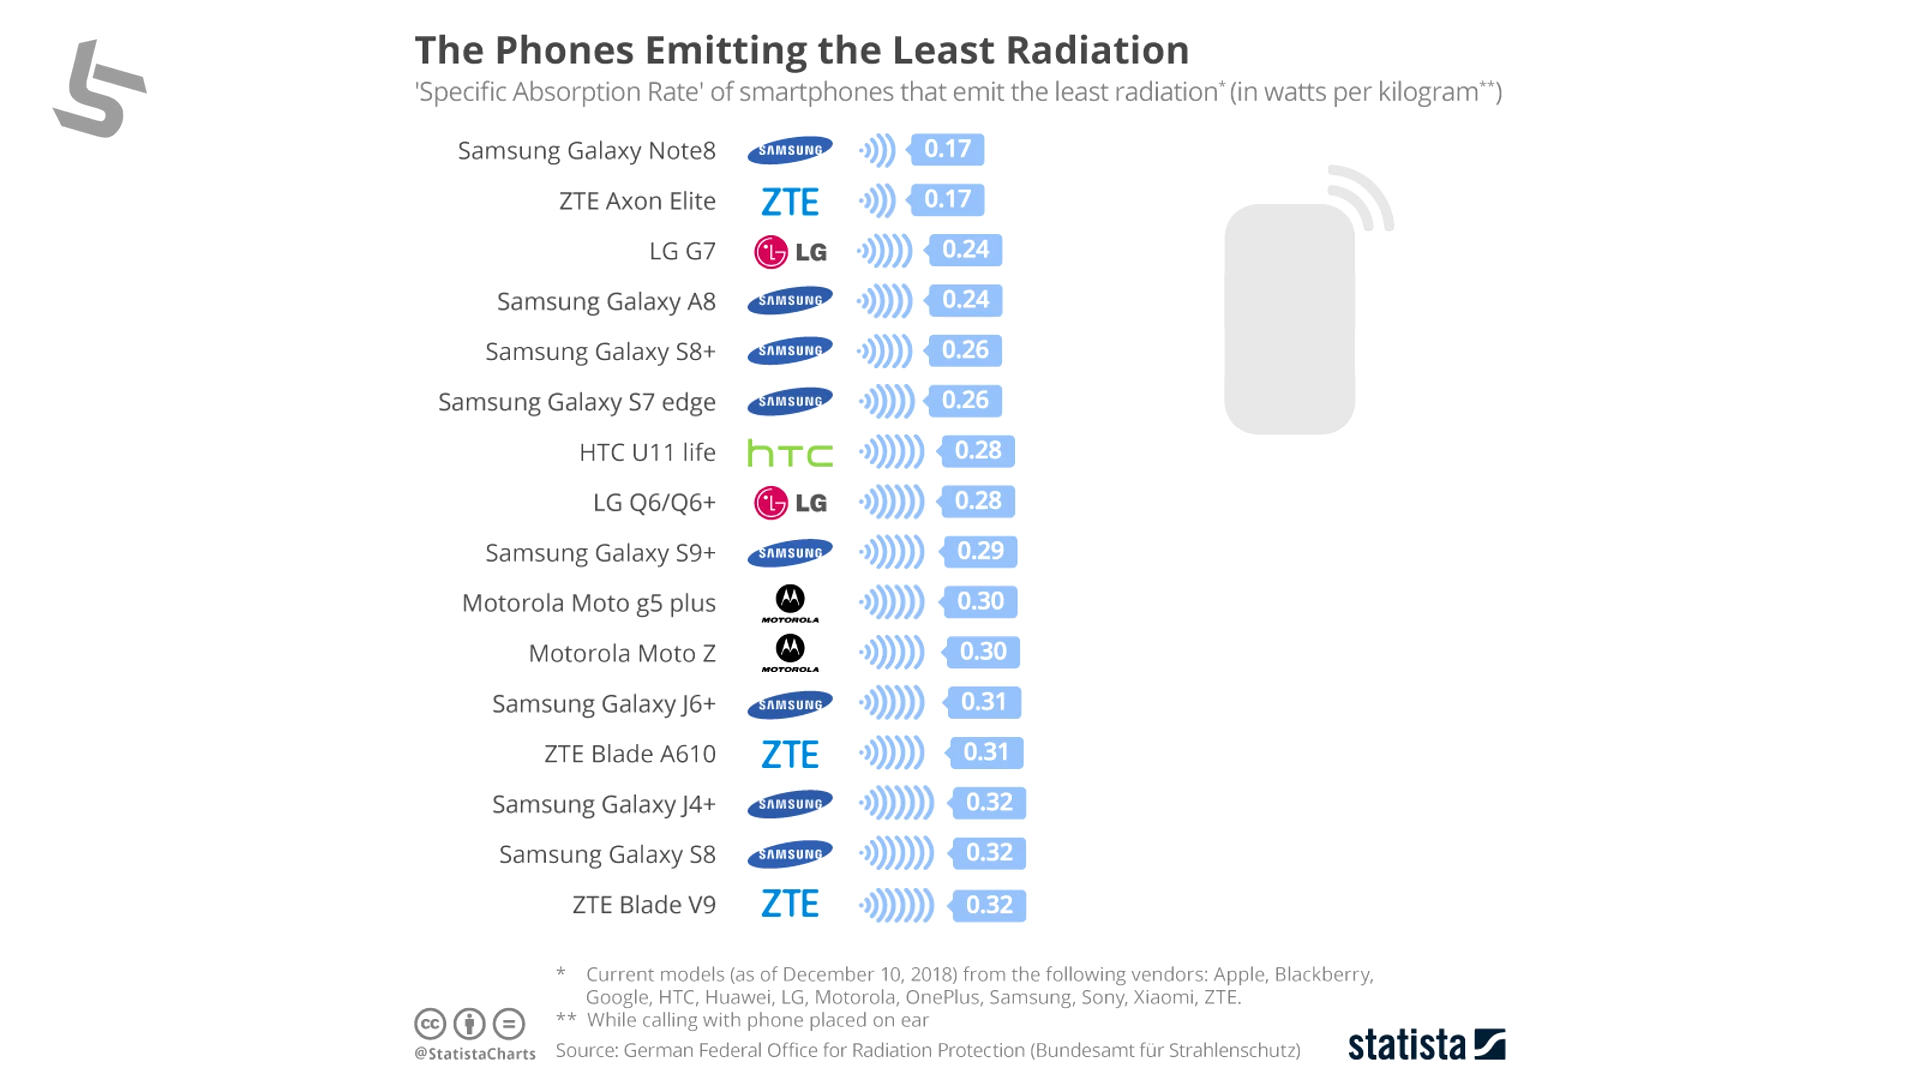 The Phones Emitting the Least Radiation
'Specific Absorption Rate' of smartphones that emit the least radiation* (in watts per kilogram**)
Samsung Galaxy Note8 SAMSUNG 0.17
ZTE Axon Elite ZTE 0.17
LG G7 LG 0.24
Samsung Galaxy A8 SAMSUNG 0.24
Samsung Galaxy S8+ SAMSUNG 0.26
Samsung Galaxy S7 edge SAMSUNG 0.26
HTC U11 life hTC 0.28
LG Q6/Q6+ LG 0.28
Samsung Galaxy S9+ SAMSUNG 0.29
Motorola Moto g5 plus MOTOROLA 0.30
Motorola Moto Z MOTOROLA 0.30
Samsung Galaxy J6+ SAMSUNG 0.31
ZTE Blade A610 ZTE 0.31
Samsung Galaxy J4+ SAMSUNG 0.32
Samsung Galaxy S8 SAMSUNG 0.32
ZTE Blade V9 ZTE 0.32
* Current models (as of December 10, 2018) from the following vendors: Apple, Blackberry,
Google, HTC, Huawei, LG, Motorola, OnePlus, Samsung, Sony, Xiaomi, ZTE.
** While calling with phone placed on ear
cc
@StatistaCharts Source: German Federal Office for Radiation Protection (Bundesamt für Strahlenschutz)
statista